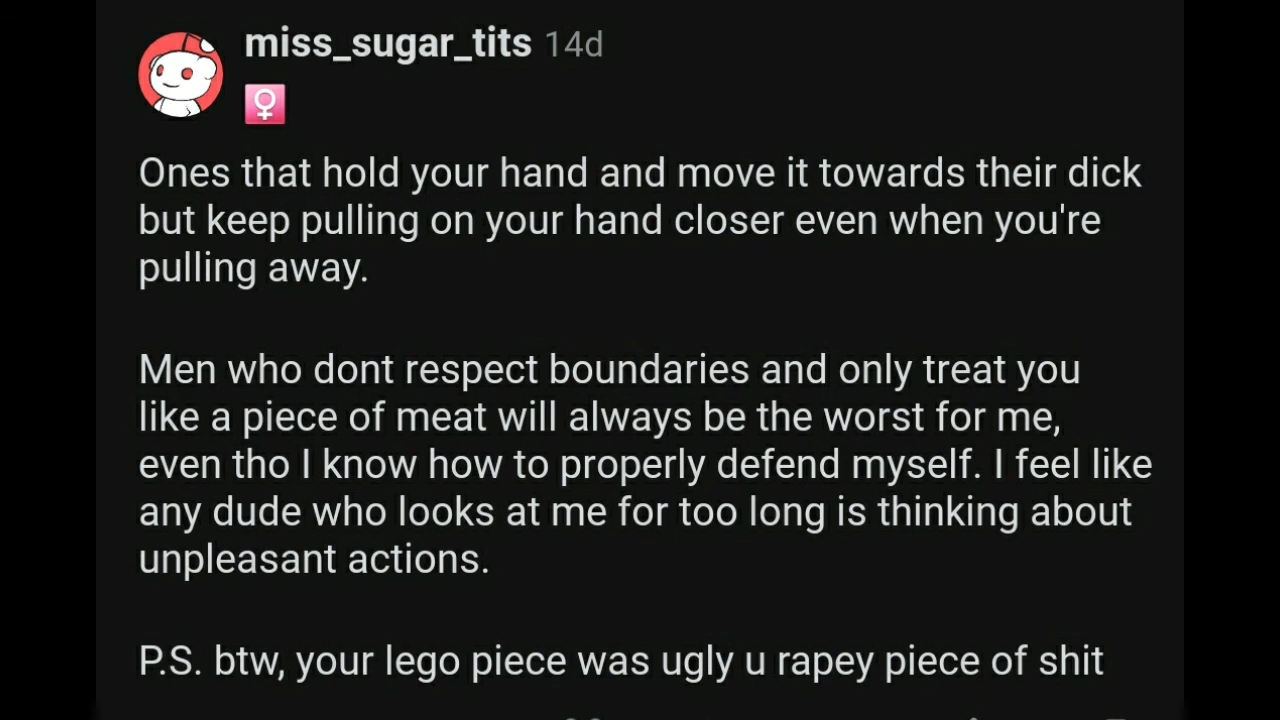 miss_sugar_tits 14d
Ones that hold your hand and move it towards their dick
but keep pulling on your hand closer even when you're
pulling away.
Men who dont respect boundaries and only treat you
like a piece of meat will always be the worst for me,
even tho I know how to properly defend myself. I feel like
any dude who looks at me for too long is thinking about
unpleasant actions.
P.S. btw, your lego piece was ugly u rapey piece of shit